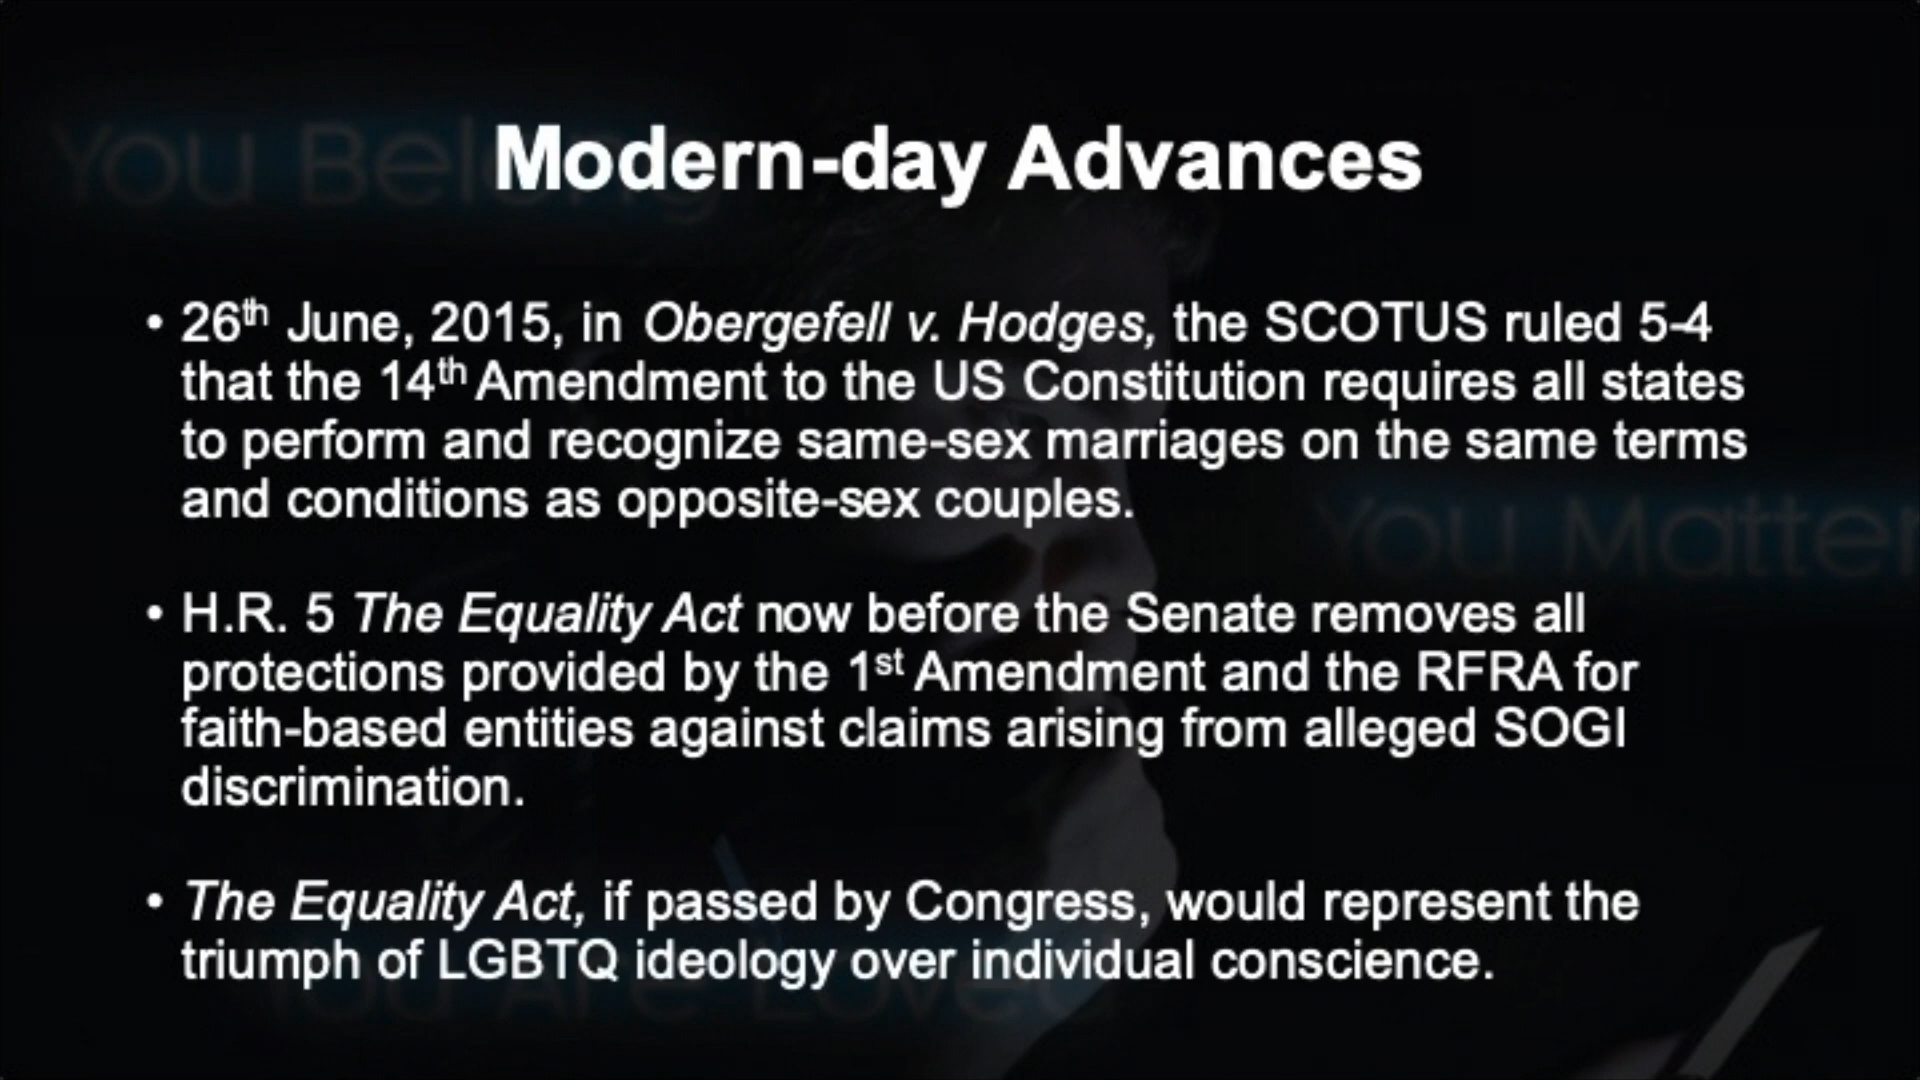 You Belong
Modern-day Advances
• 26th June, 2015, in Obergefell v. Hodges, the SCOTUS ruled 5-4
that the 14th Amendment to the US Constitution requires all states
to perform and recognize same-sex marriages on the same terms
and conditions as opposite-sex couples.
You Matter
• H.R. 5 The Equality Act now before the Senate removes all
protections provided by the 1st Amendment and the RFRA for
faith-based entities against claims arising from alleged SOGI
discrimination.
• The Equality Act, if passed by Congress, would represent the
triumph of LGBTQ ideology over individual conscience.
You Are Loved